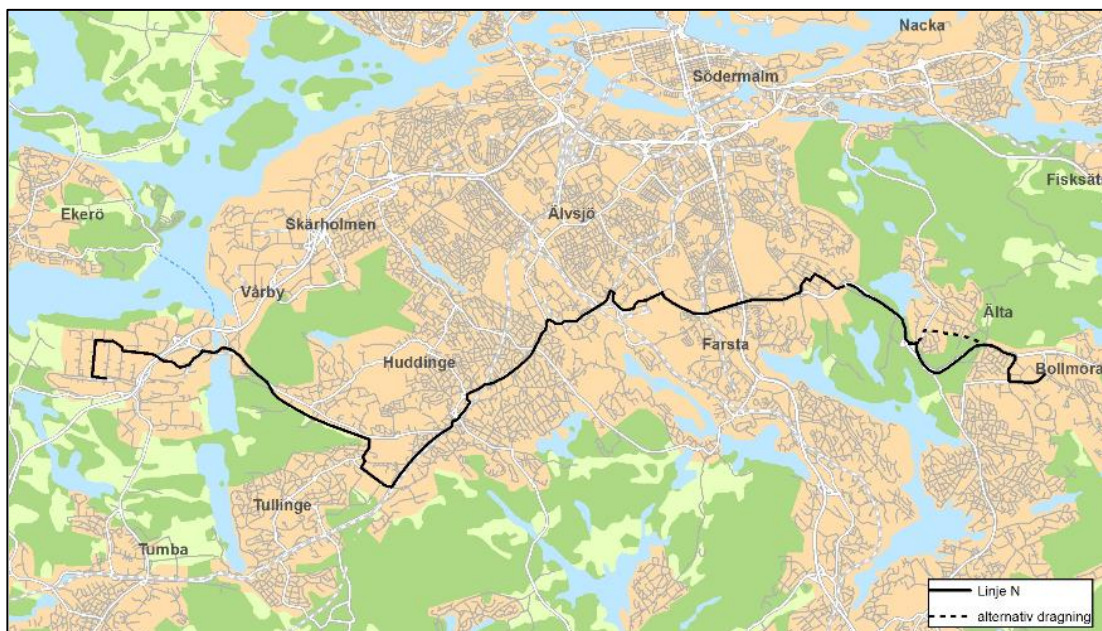 Nacka
Södermalm
Fisksät
Ekerö
Skärholmen
Älvsjö
Vårby
Älta
Huddinge
Farsta
Bollmora
Tullinge
Tumba
Linje N
alternativ dragning